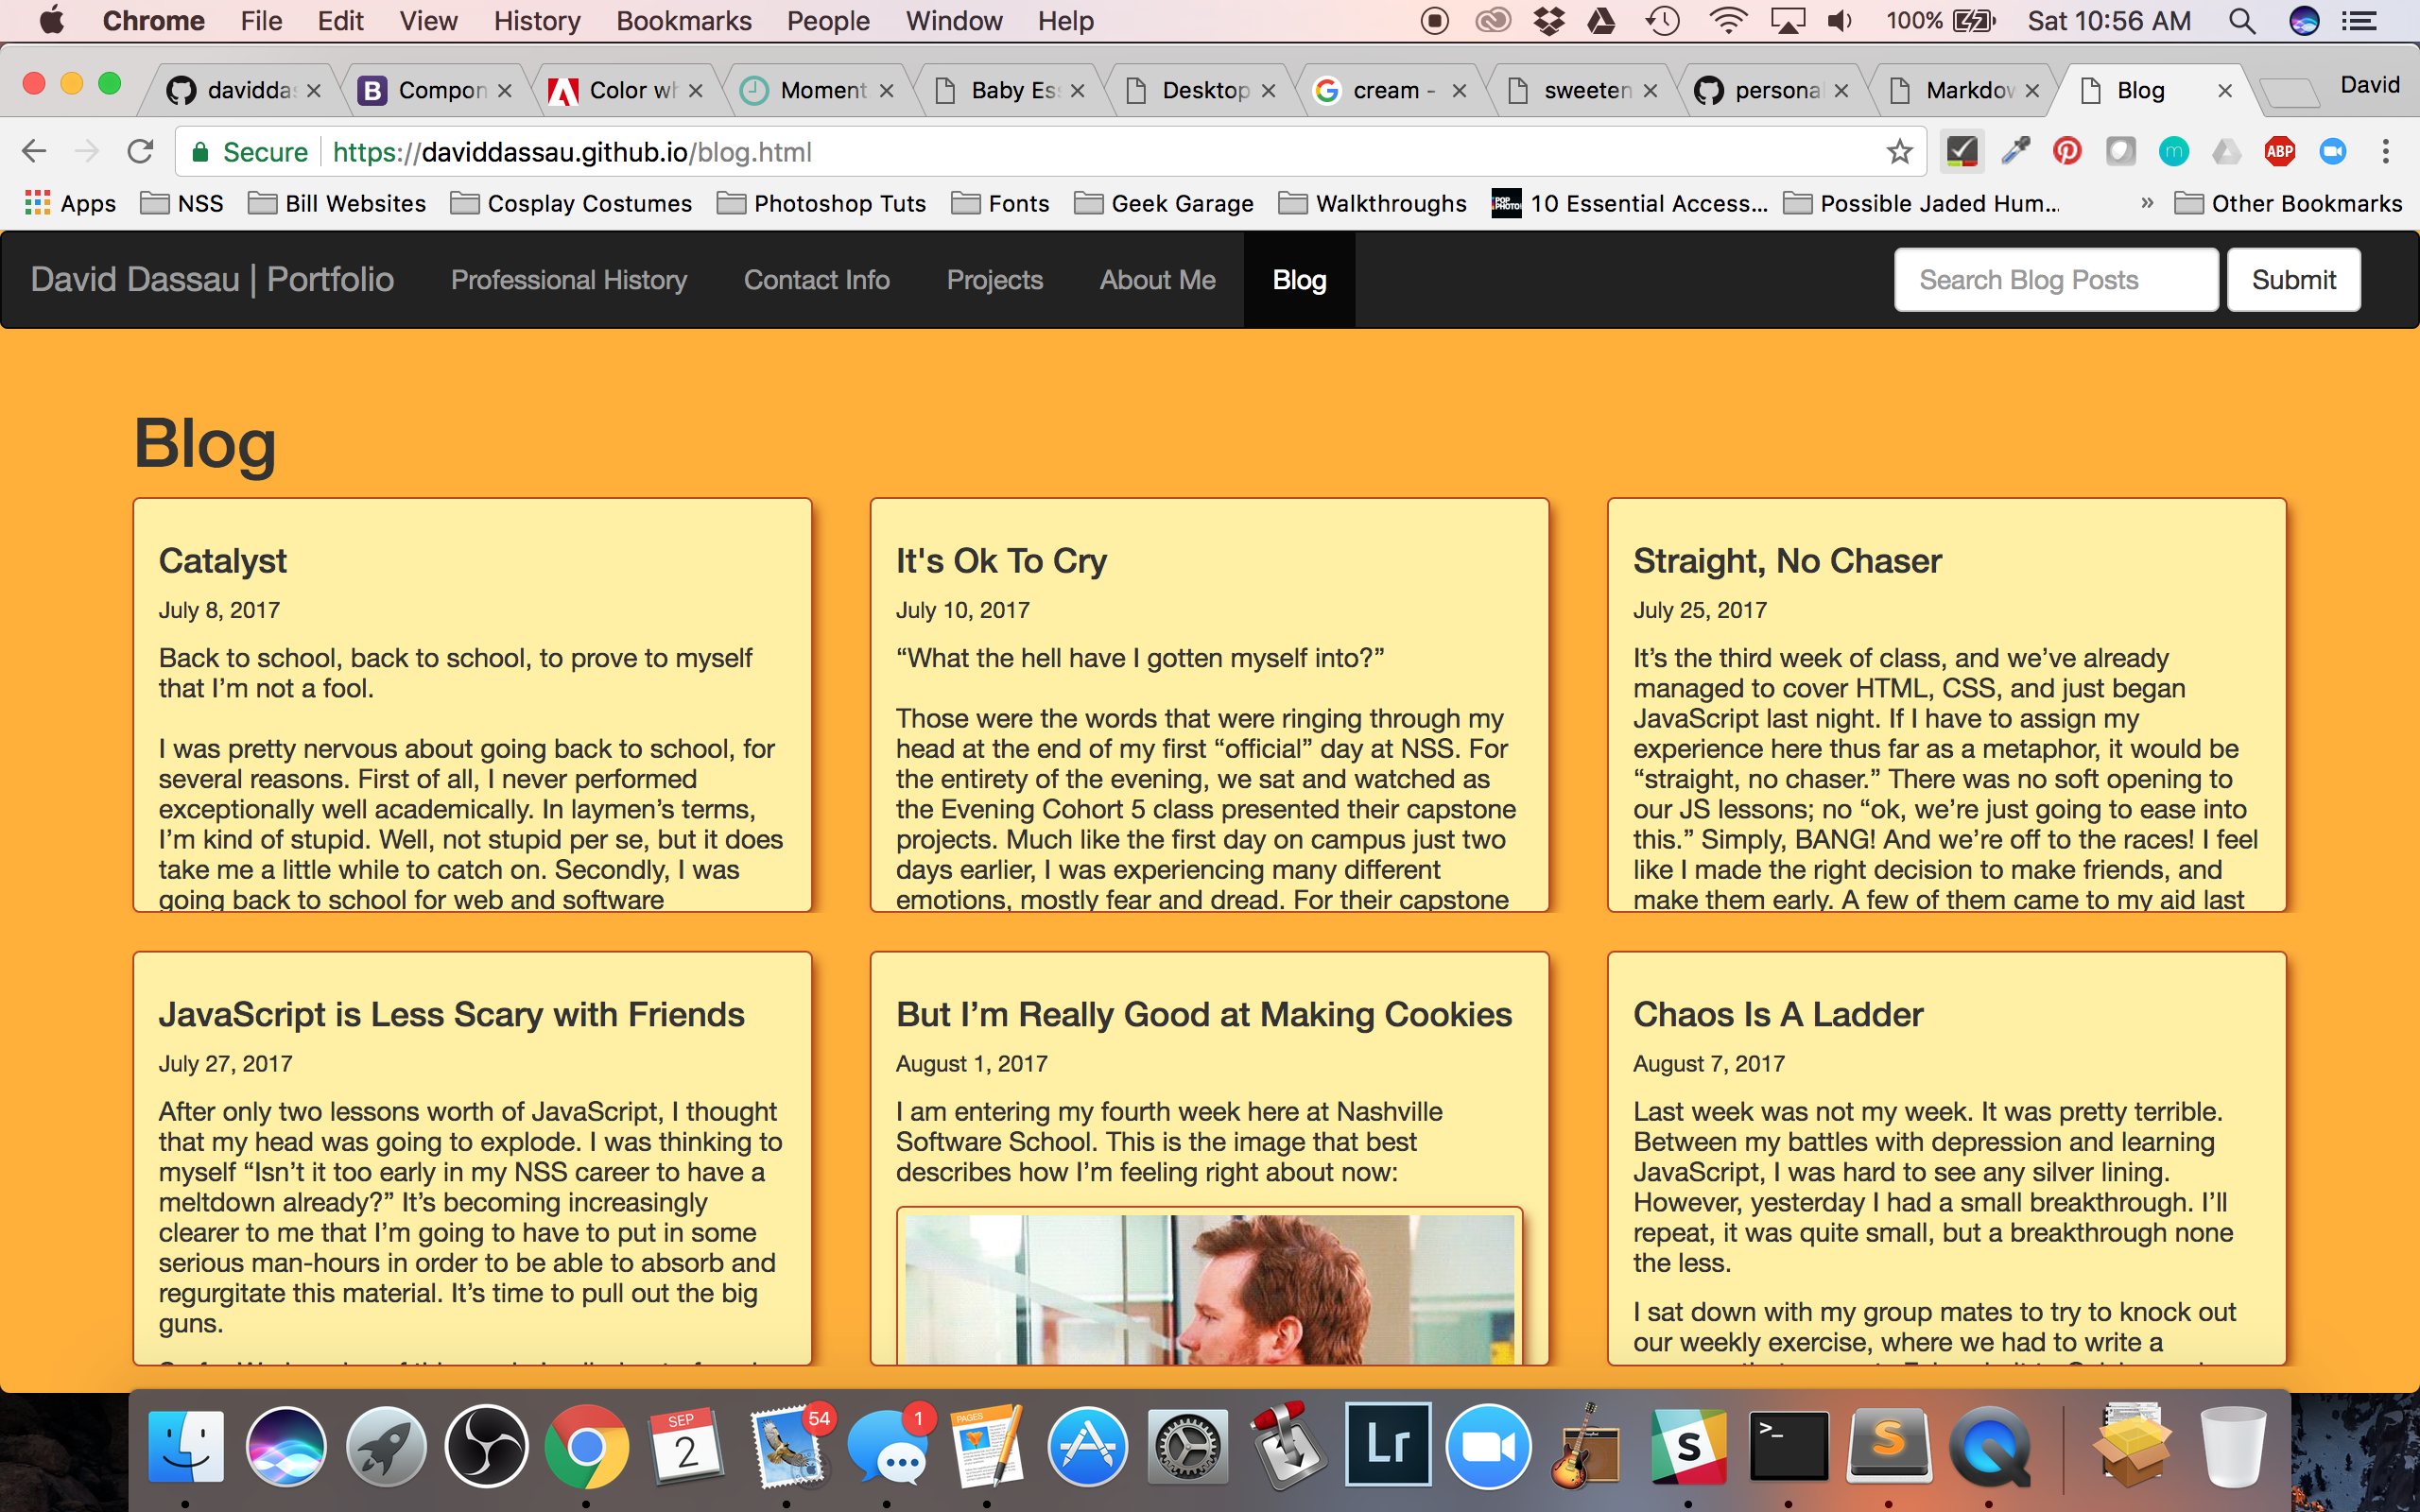 Chrome File Edit View History Bookmarks People Window Help 100% Sat 10:56 AM
daviddas Compon Color wh Moment Baby Es Desktop cream - sweeten personal Markdow Blog David
Secure https://daviddassau.github.io/blog.html m ABP
Apps NSS Bill Websites Cosplay Costumes Photoshop Tuts Fonts Geek Garage Walkthroughs POP PHOTO 10 Essential Access... Possible Jaded Hum... » Other Bookmarks
David Dassau | Portfolio Professional History Contact Info Projects About Me Blog Search Blog Posts Submit
Blog
Catalyst
July 8, 2017
Back to school, back to school, to prove to myself
that I’m not a fool.
I was pretty nervous about going back to school, for
several reasons. First of all, I never performed
exceptionally well academically. In laymen’s terms,
I’m kind of stupid. Well, not stupid per se, but it does
take me a little while to catch on. Secondly, I was
going back to school for web and software
It's Ok To Cry
July 10, 2017
“What the hell have I gotten myself into?”
Those were the words that were ringing through my
head at the end of my first “official” day at NSS. For
the entirety of the evening, we sat and watched as
the Evening Cohort 5 class presented their capstone
projects. Much like the first day on campus just two
days earlier, I was experiencing many different
emotions, mostly fear and dread. For their capstone
Straight, No Chaser
July 25, 2017
It’s the third week of class, and we’ve already
managed to cover HTML, CSS, and just began
JavaScript last night. If I have to assign my
experience here thus far as a metaphor, it would be
“straight, no chaser.” There was no soft opening to
our JS lessons; no “ok, we’re just going to ease into
this.” Simply, BANG! And we’re off to the races! I feel
like I made the right decision to make friends, and
make them early. A few of them came to my aid last
JavaScript is Less Scary with Friends
July 27, 2017
After only two lessons worth of JavaScript, I thought
that my head was going to explode. I was thinking to
myself “Isn’t it too early in my NSS career to have a
meltdown already?” It’s becoming increasingly
clearer to me that I’m going to have to put in some
serious man-hours in order to be able to absorb and
regurgitate this material. It’s time to pull out the big
guns.
But I’m Really Good at Making Cookies
August 1, 2017
I am entering my fourth week here at Nashville
Software School. This is the image that best
describes how I’m feeling right about now:
Chaos Is A Ladder
August 7, 2017
Last week was not my week. It was pretty terrible.
Between my battles with depression and learning
JavaScript, I was hard to see any silver lining.
However, yesterday I had a small breakthrough. I’ll
repeat, it was quite small, but a breakthrough none
the less.
I sat down with my group mates to try to knock out
our weekly exercise, where we had to write a
SEP 2 54 1 PAGES Lr S >_ S